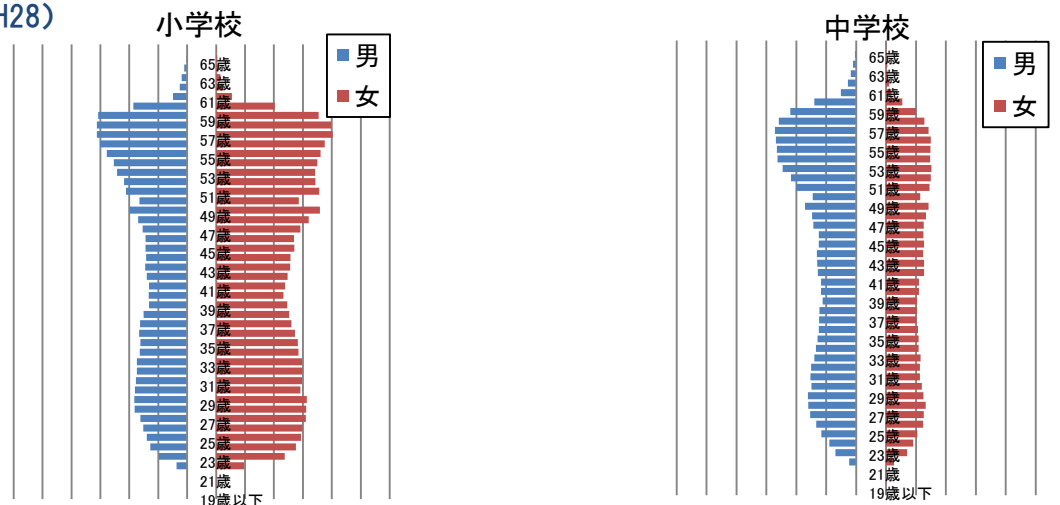 H28）
小学校
男
女
65歳
63歳
61歳
59歳
57歳
55歳
53歳
51歳
49歳
47歳
45歳
43歳
41歳
39歳
37歳
35歳
33歳
31歳
29歳
27歳
25歳
23歳
21歳
19歳以下
中学校
男
女
65歳
63歳
61歳
59歳
57歳
55歳
53歳
51歳
49歳
47歳
45歳
43歳
41歳
39歳
37歳
35歳
33歳
31歳
29歳
27歳
25歳
23歳
21歳
19歳以下